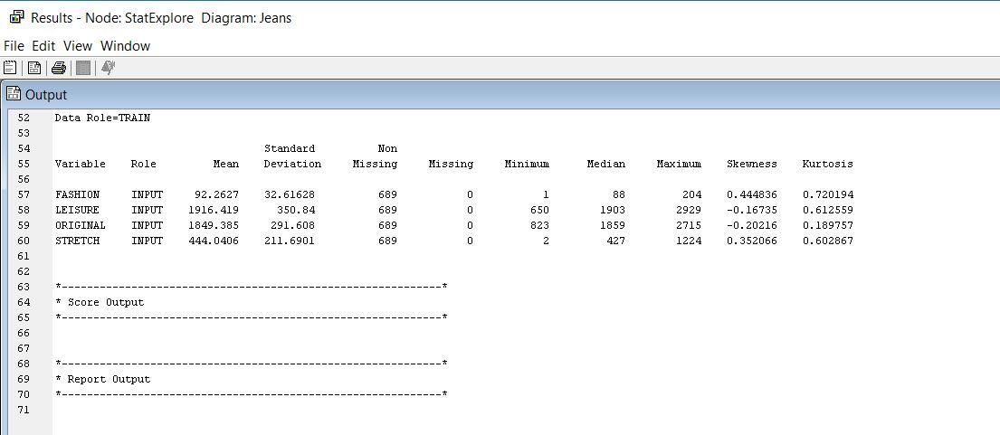 Results - Node: StatExplore Diagram: Jeans
File Edit View Window
Output
52 Data Role=TRAIN
53
54 Standard Non
55 Variable Role Mean Deviation Missing Missing Minimum Median Maximum Skewness Kurtosis
56
57 FASHION INPUT 92.2627 32.61628 689 0 1 88 204 0.444836 0.720194
58 LEISURE INPUT 1916.419 350.84 689 0 650 1903 2929 -0.16735 0.612559
59 ORIGINAL INPUT 1849.385 291.608 689 0 823 1859 2715 -0.20216 0.189757
60 STRETCH INPUT 444.0406 211.6901 689 0 2 427 1224 0.352066 0.602867
61
62
63 *------------------------------------------------------------*
64 * Score Output
65 *------------------------------------------------------------*
66
67
68 *------------------------------------------------------------*
69 * Report Output
70 *------------------------------------------------------------*
71